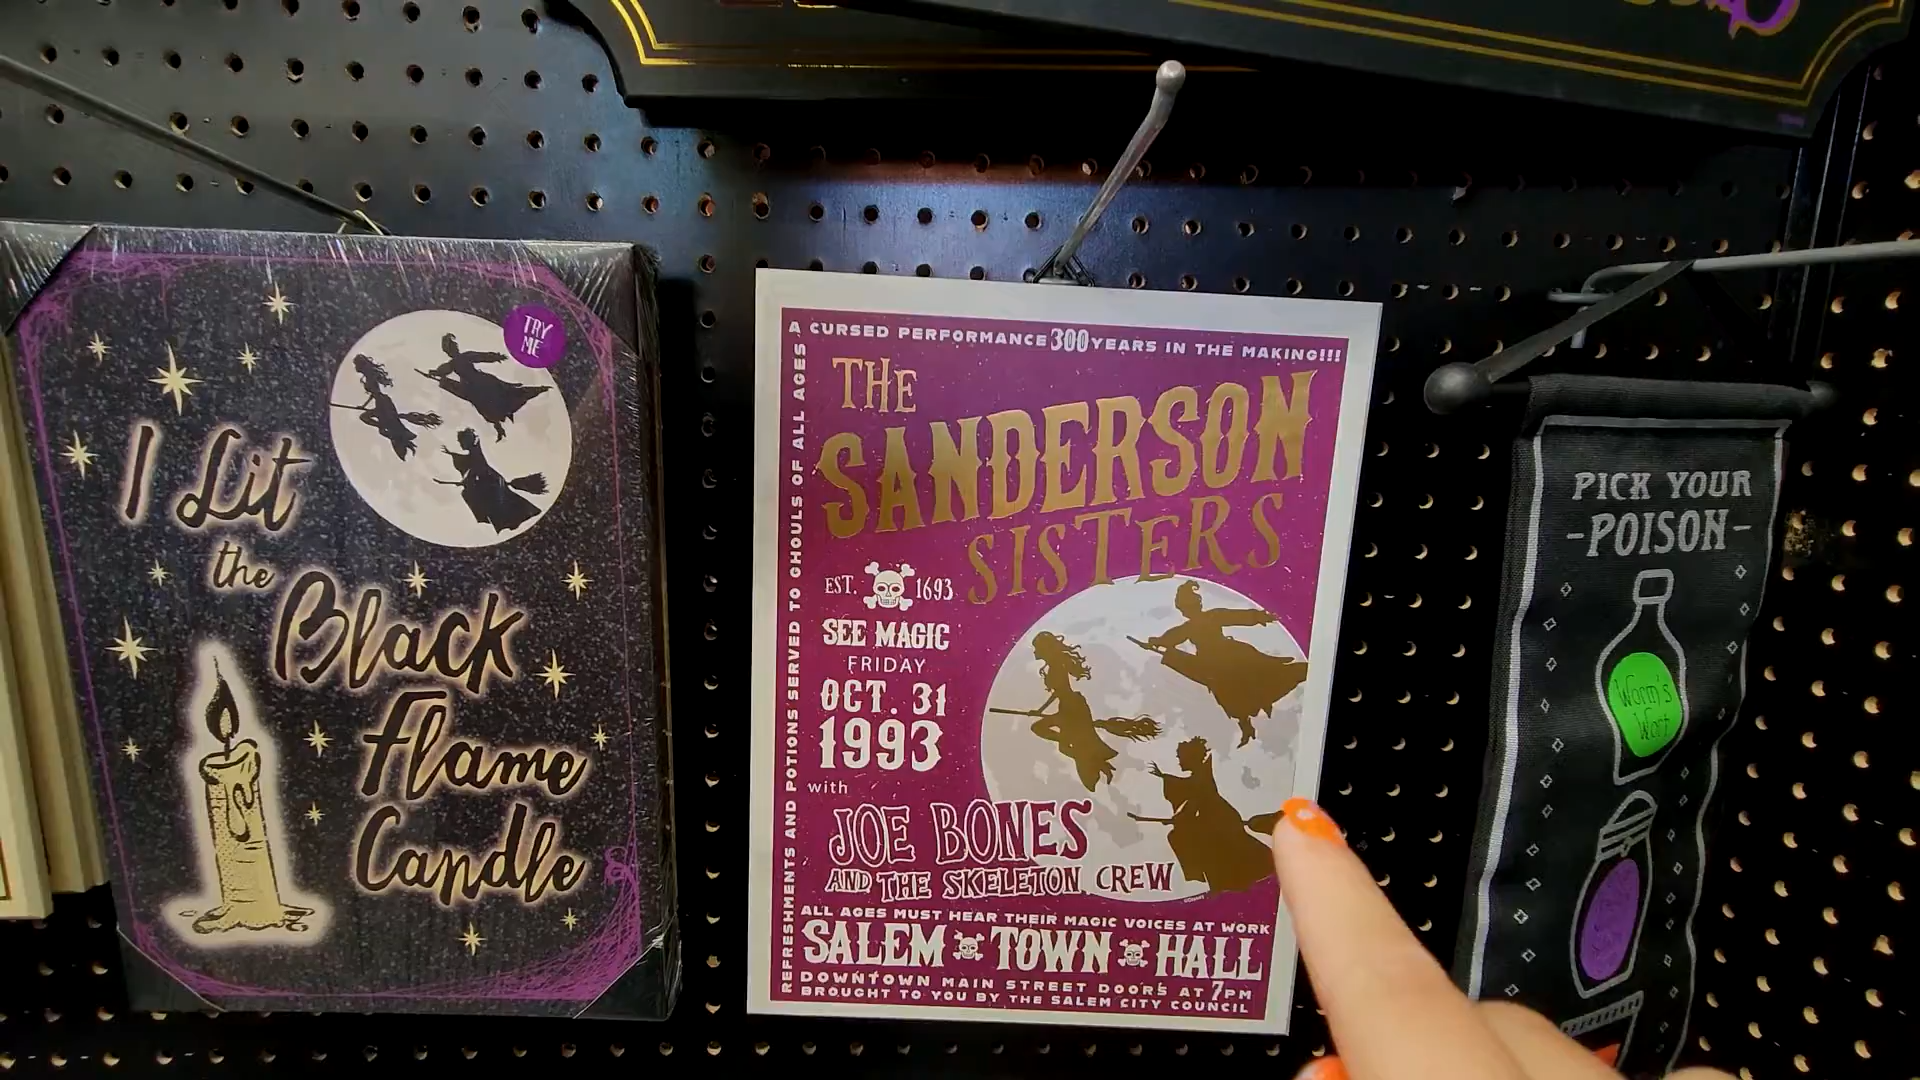 TRY
ME
I Lit
the
Black
Flame
Candle
A CURSED PERFORMANCE 300 YEARS IN THE MAKING!!!
REFRESHMENTS AND POTIONS SERVED TO GHOULS OF ALL AGES
THE
SANDERSON
SISTERS
EST. 1693
SEE MAGIC
FRIDAY
OCT. 31
1993
with
JOE BONES
AND THE SKELETON CREW
©Disney
ALL AGES MUST HEAR THEIR MAGIC VOICES AT WORK
SALEM TOWN HALL
DOWNTOWN MAIN STREET DOORS AT 7PM
BROUGHT TO YOU BY THE SALEM CITY COUNCIL
PICK YOUR
-POISON-
Worm's
Wort